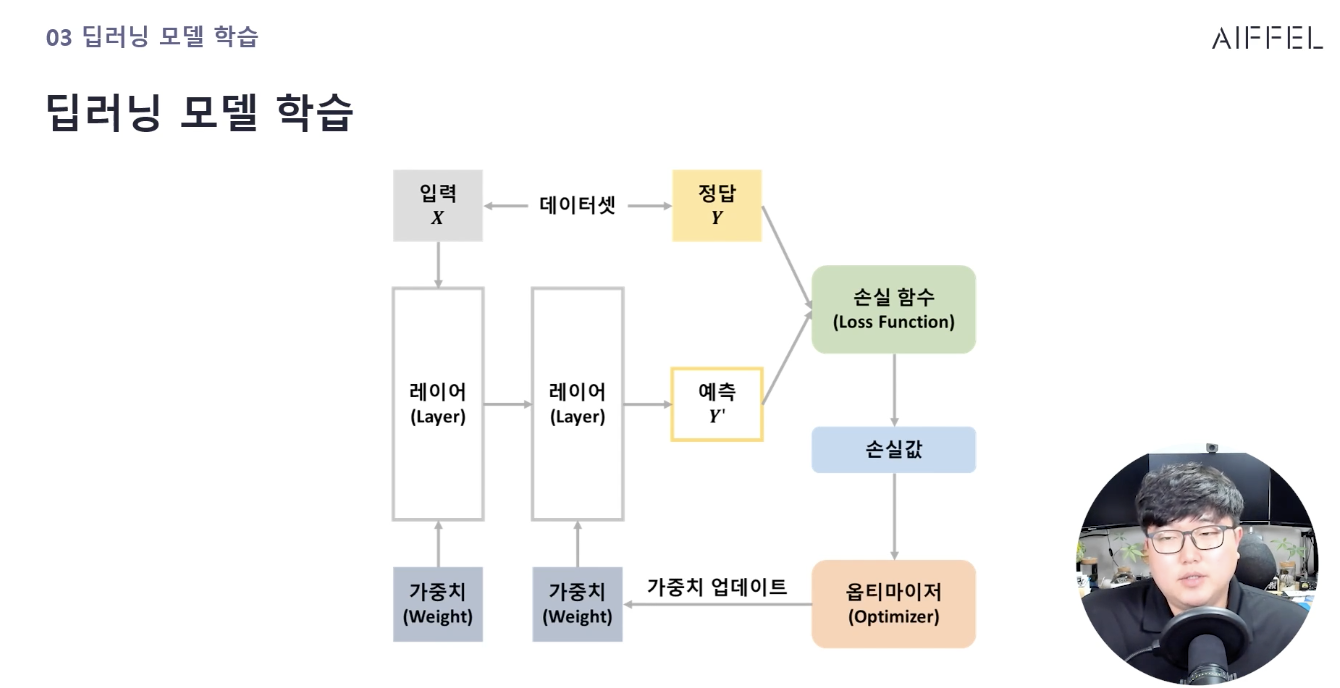 03 딥러닝 모델 학습
AIFFEL
딥러닝 모델 학습
입력
X
데이터셋
정답
Y
손실 함수
(Loss Function)
레이어
(Layer)
레이어
(Layer)
예측
Y'
손실값
가중치
(Weight)
가중치
(Weight)
가중치 업데이트
옵티마이저
(Optimizer)